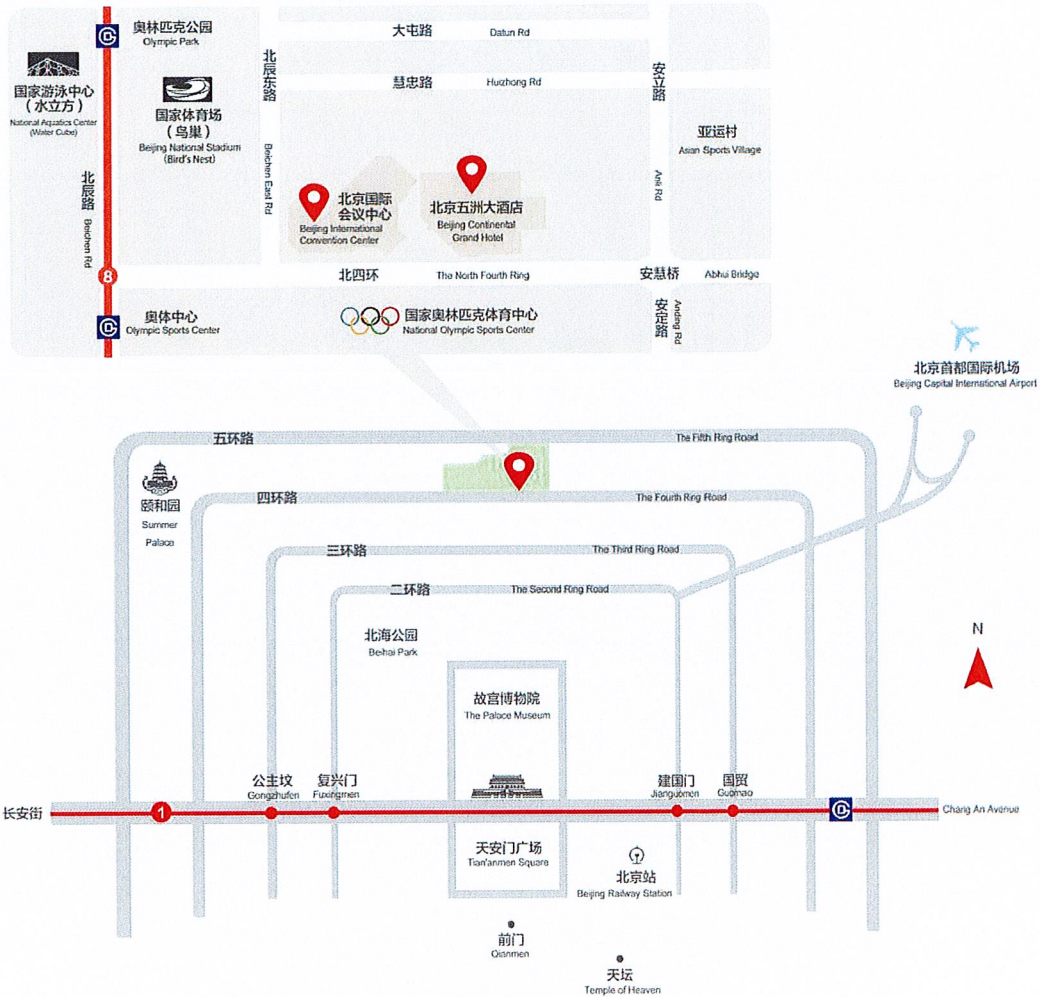 奥林匹克公园
Olympic Park
大屯路
Datun Rd
国家游泳中心
（水立方）
National Aquatics Center
(Water Cube)
国家体育场
（鸟巢）
Beijing National Stadium
(Bird's Nest)
北辰东路
Beichen East Rd
慧忠路
Huizhong Rd
安立路
Anli Rd
亚运村
Asian Sports Village
北辰路
Beichen Rd
北京国际
会议中心
Beijing International
Convention Center
北京五洲大酒店
Beijing Continental
Grand Hotel
8
北四环
The North Fourth Ring
安慧桥
Abhui Bridge
奥体中心
Olympic Sports Center
国家奥林匹克体育中心
National Olympic Sports Center
安定路
Anding Rd
北京首都国际机场
Beijing Capital International Airport
五环路
The Fifth Ring Road
颐和园
Summer
Palace
四环路
The Fourth Ring Road
三环路
The Third Ring Road
二环路
The Second Ring Road
北海公园
Beihai Park
N
故宫博物院
The Palace Museum
公主坟
Gongzhufen
复兴门
Fuxingmen
建国门
Jianguomen
国贸
Guomao
长安街
1
Chang An Avenue
天安门广场
Tian'anmen Square
北京站
Beijing Railway Station
前门
Qianmen
天坛
Temple of Heaven